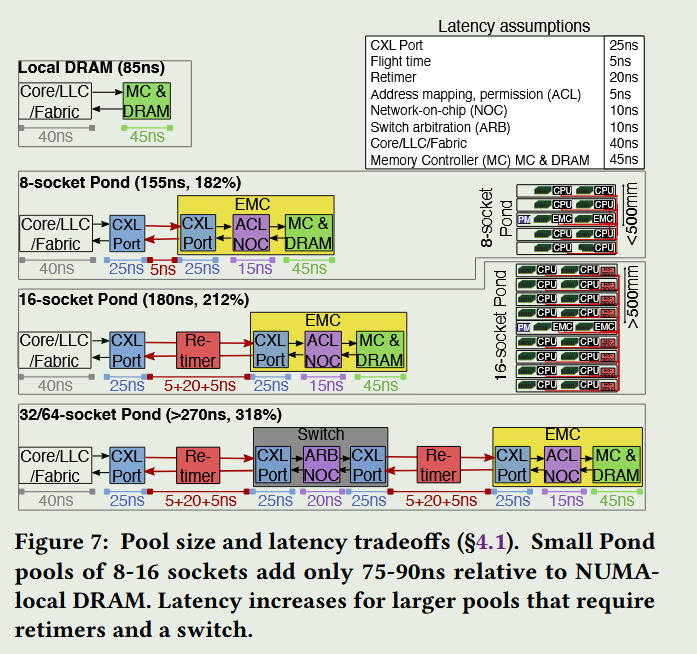 Latency assumptions
CXL Port 25ns
Flight time 5ns
Retimer 20ns
Address mapping, permission (ACL) 5ns
Network-on-chip (NOC) 10ns
Switch arbitration (ARB) 10ns
Core/LLC/Fabric 40ns
Memory Controller (MC) MC & DRAM 45ns
Local DRAM (85ns)
Core/LLC
/Fabric
MC &
DRAM
40ns 45ns
8-socket Pond (155ns, 182%)
EMC
Core/LLC
/Fabric
CXL
Port
CXL
Port
ACL
NOC
MC &
DRAM
40ns 25ns 5ns 25ns 15ns 45ns
8-socket
Pond
CPU CPU
CPU CPU
PM EMC EMC
CPU CPU
CPU CPU
<500mm
16-socket Pond (180ns, 212%)
EMC
Core/LLC
/Fabric
CXL
Port
Re-
timer
CXL
Port
ACL
NOC
MC &
DRAM
40ns 25ns 5+20+5ns 25ns 15ns 45ns
16-socket Pond
CPU CPU
CPU CPU
CPU CPU
CPU CPU
PM EMC EMC
CPU CPU
CPU CPU
CPU CPU
CPU CPU
>500mm
32/64-socket Pond (>270ns, 318%)
Switch
EMC
Core/LLC
/Fabric
CXL
Port
Re-
timer
CXL
Port
ARB
NOC
CXL
Port
Re-
timer
CXL
Port
ACL
NOC
MC &
DRAM
40ns 25ns 5+20+5ns 25ns 20ns 25ns 5+20+5ns 25ns 15ns 45ns
Figure 7: Pool size and latency tradeoffs (§4.1). Small Pond
pools of 8-16 sockets add only 75-90ns relative to NUMA-
local DRAM. Latency increases for larger pools that require
retimers and a switch.